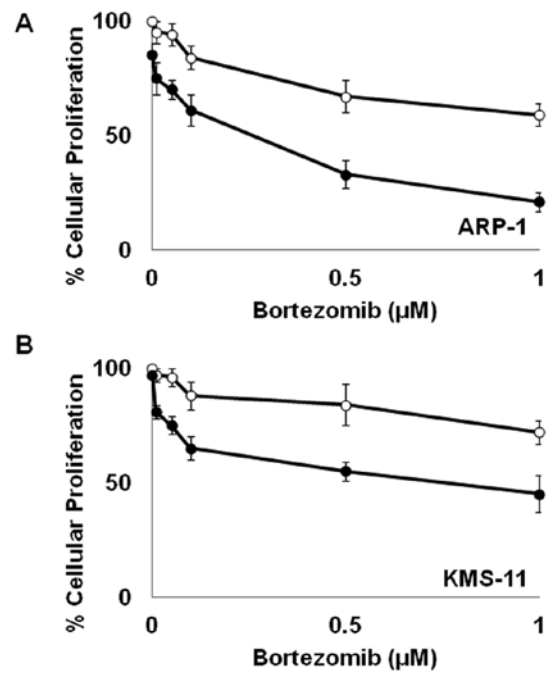 A
% Cellular Proliferation
100
50
0
ARP-1
0
0.5
1
Bortezomib (µM)
B
% Cellular Proliferation
100
50
0
KMS-11
0
0.5
1
Bortezomib (µM)